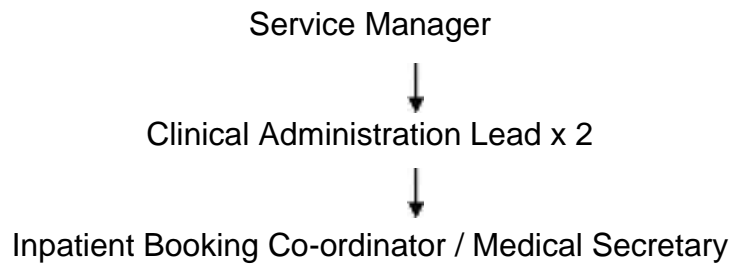 Service Manager
Clinical Administration Lead x 2
Inpatient Booking Co-ordinator / Medical Secretary